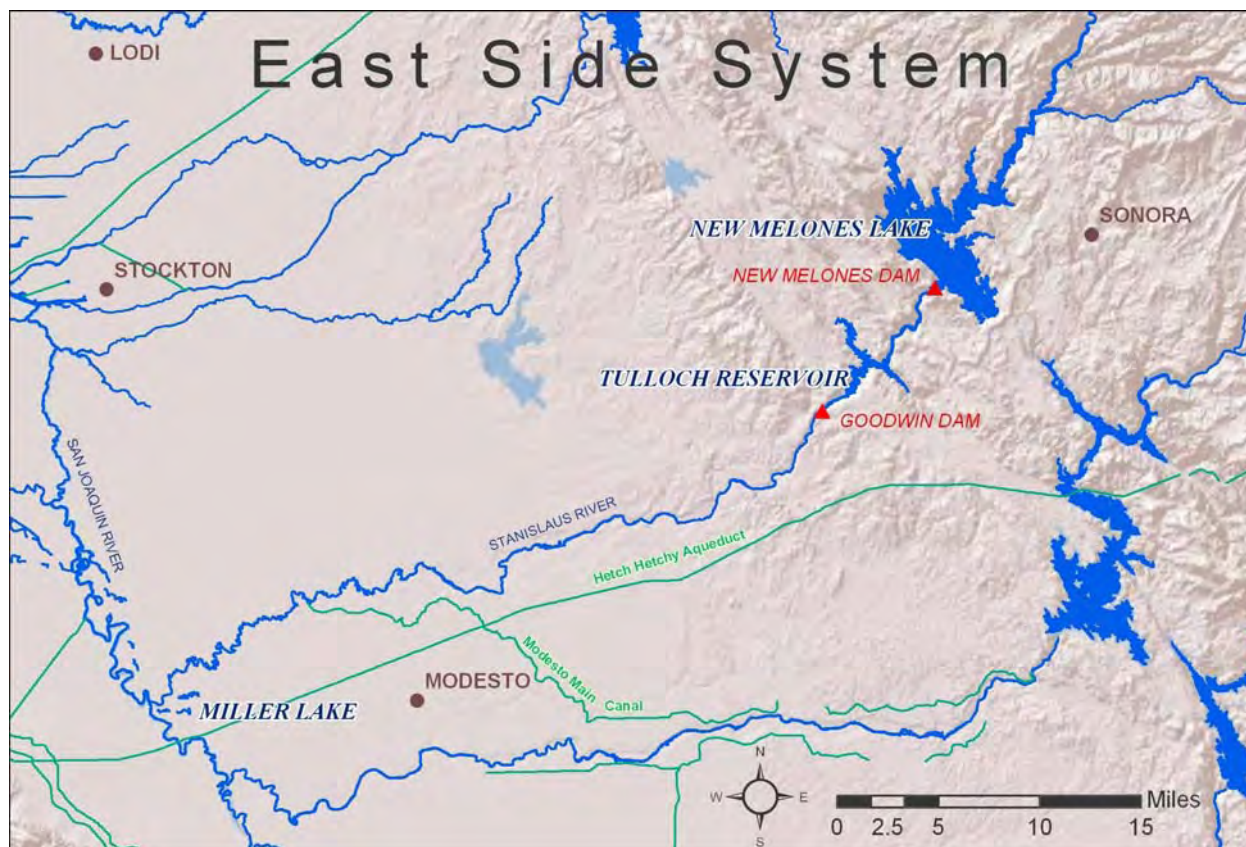 East Side System
LODI
STOCKTON
NEW MELONES LAKE
SONORA
NEW MELONES DAM
TULLOCH RESERVOIR
GOODWIN DAM
SAN JOAQUIN RIVER
STANISLAUS RIVER
Hetch Hetchy Aqueduct
Modesto Main
Canal
MODESTO
MILLER LAKE
N
W E
S
Miles
0 2.5 5 10 15